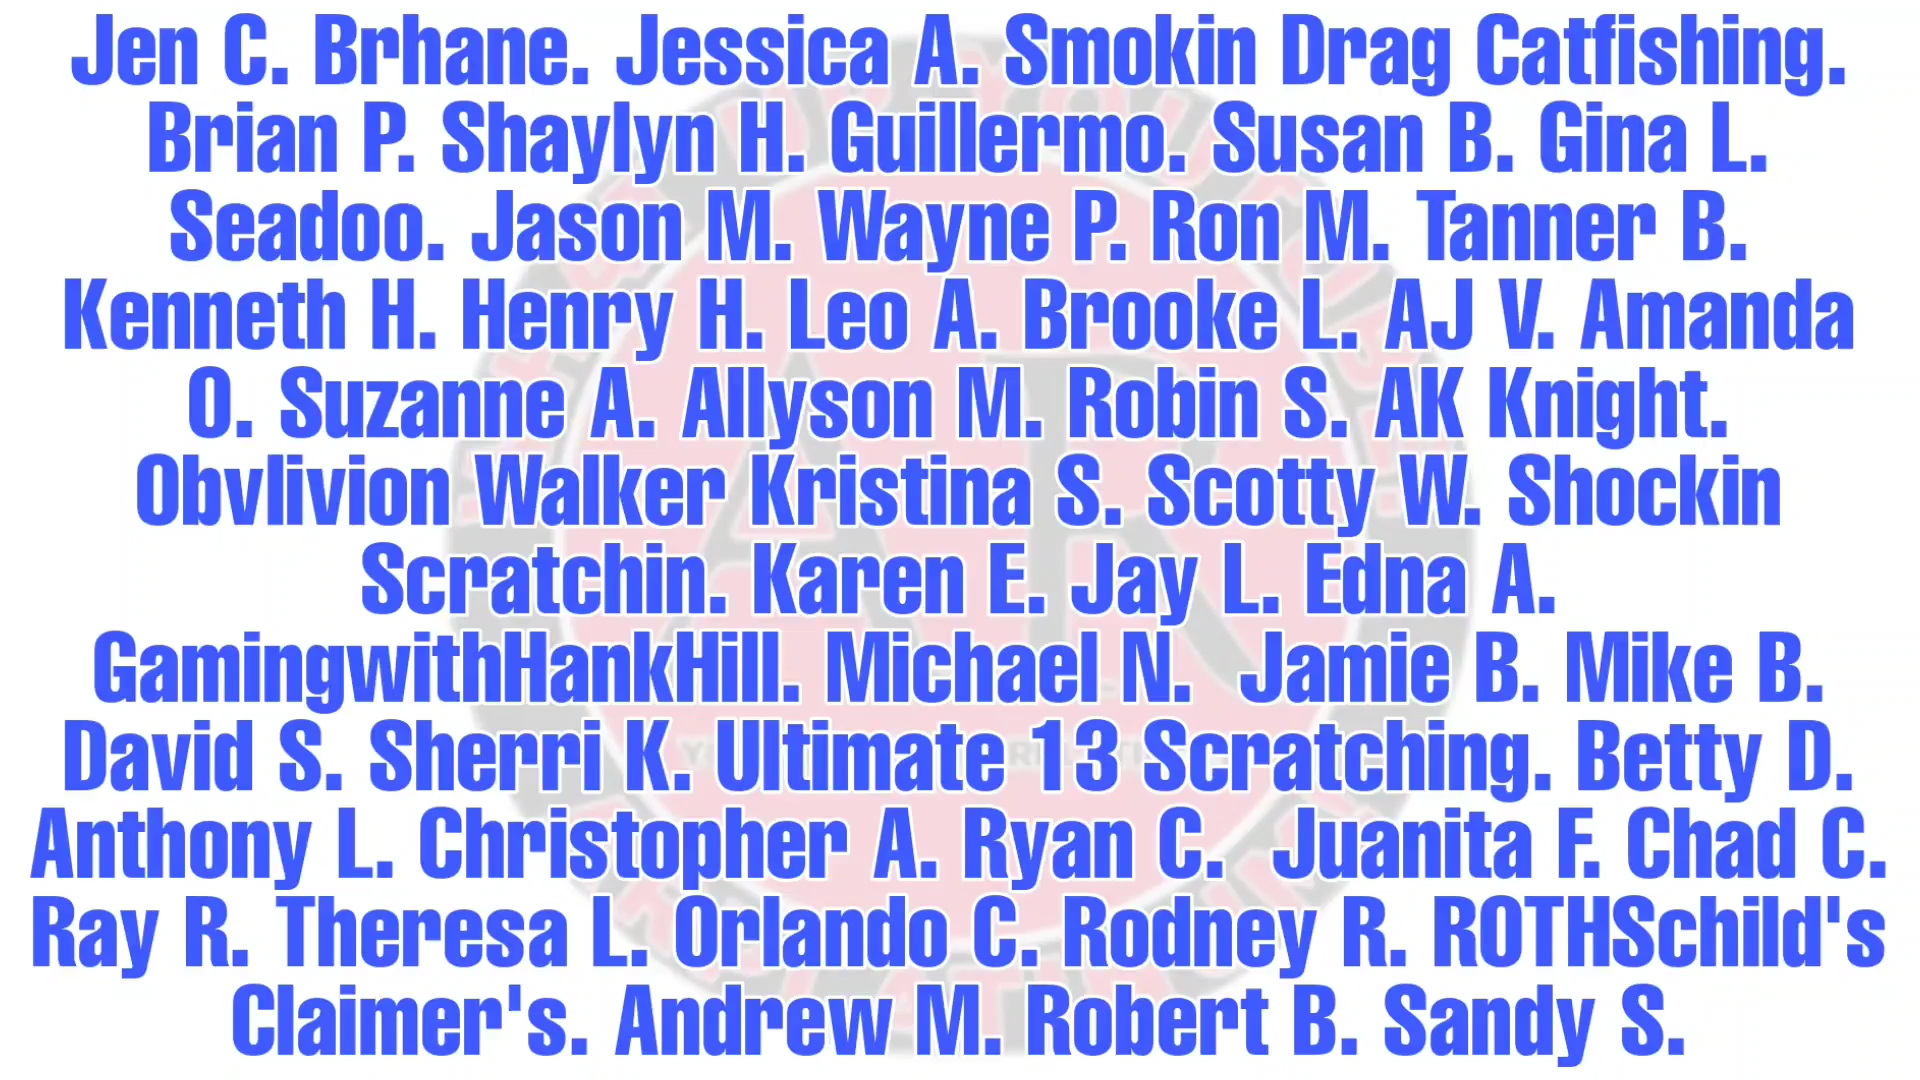 Jen C. Brhane. Jessica A. Smokin Drag Catfishing.
Brian P. Shaylyn H. Guillermo. Susan B. Gina L.
Seadoo. Jason M. Wayne P. Ron M. Tanner B.
Kenneth H. Henry H. Leo A. Brooke L. AJ V. Amanda
O. Suzanne A. Allyson M. Robin S. AK Knight.
Obvlivion Walker Kristina S. Scotty W. Shockin
Scratchin. Karen E. Jay L. Edna A.
GamingwithHankHill. Michael N. Jamie B. Mike B.
David S. Sherri K. Ultimate 13 Scratching. Betty D.
Anthony L. Christopher A. Ryan C. Juanita F. Chad C.
Ray R. Theresa L. Orlando C. Rodney R. ROTHSchild's
Claimer's. Andrew M. Robert B. Sandy S.